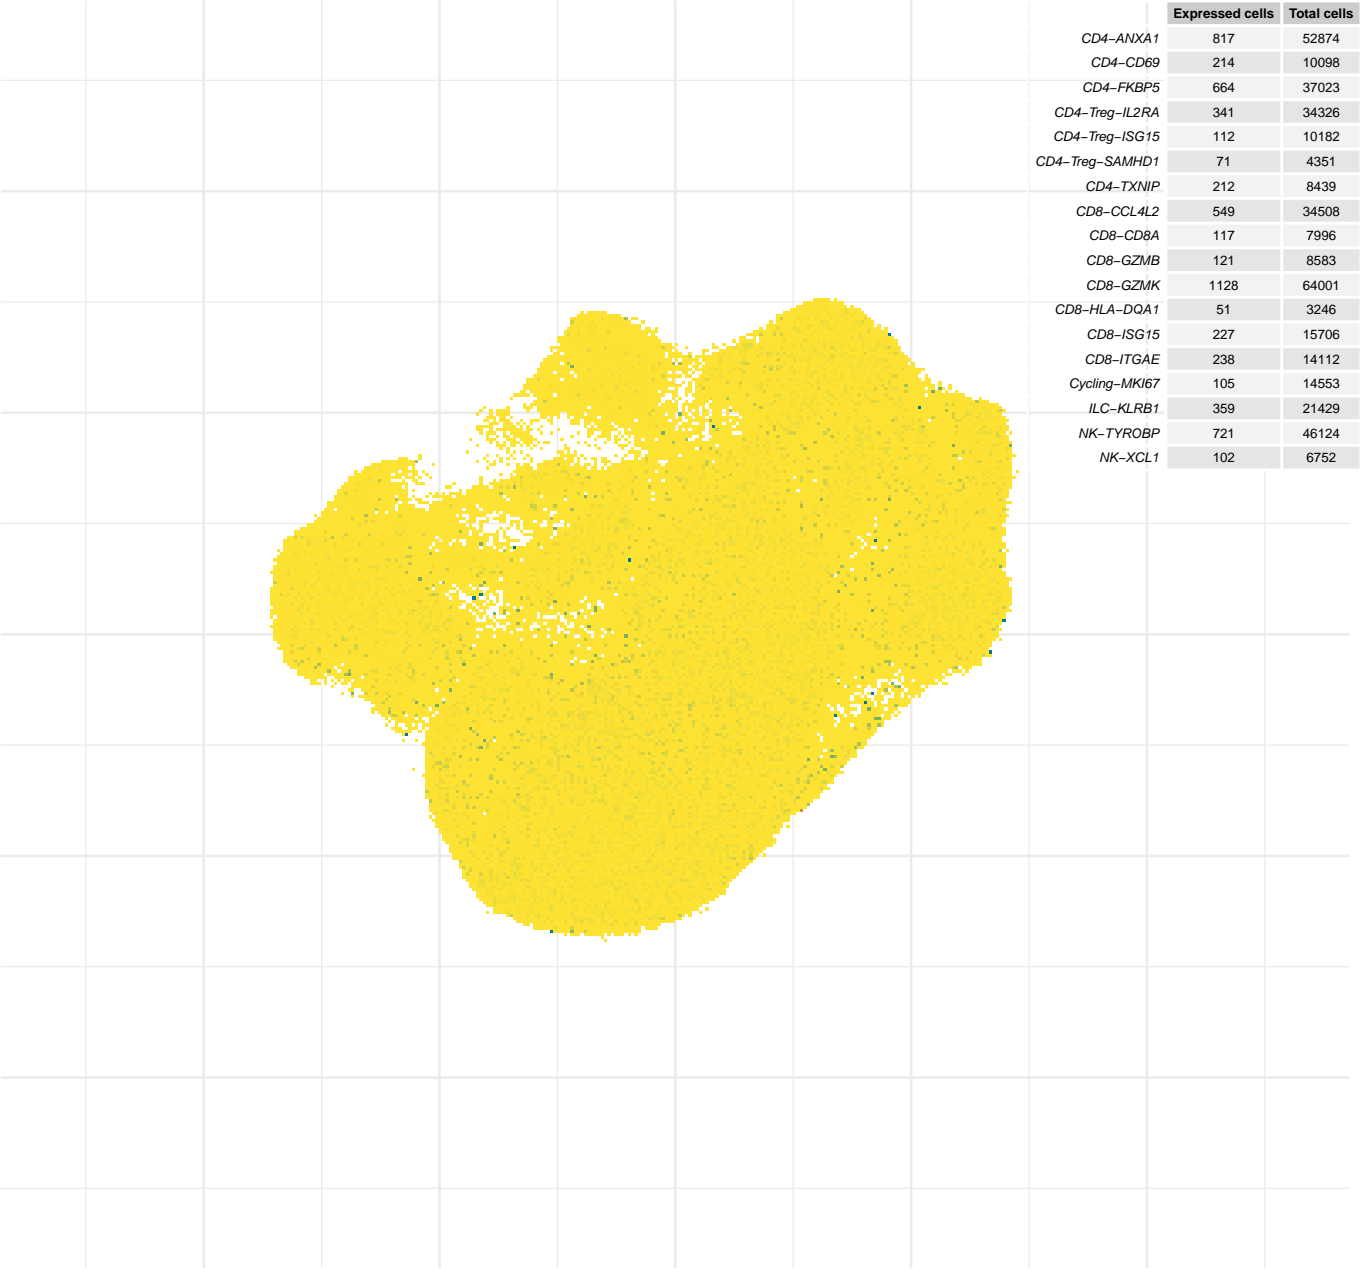 Expressed cells Total cells
CD4−ANXA1 817 52874
CD4−CD69 214 10098
CD4−FKBP5 664 37023
CD4−Treg−IL2RA 341 34326
CD4−Treg−ISG15 112 10182
CD4−Treg−SAMHD1 71 4351
CD4−TXNIP 212 8439
CD8−CCL4L2 549 34508
CD8−CD8A 117 7996
CD8−GZMB 121 8583
CD8−GZMK 1128 64001
CD8−HLA−DQA1 51 3246
CD8−ISG15 227 15706
CD8−ITGAE 238 14112
Cycling−MKI67 105 14553
ILC−KLRB1 359 21429
NK−TYROBP 721 46124
NK−XCL1 102 6752